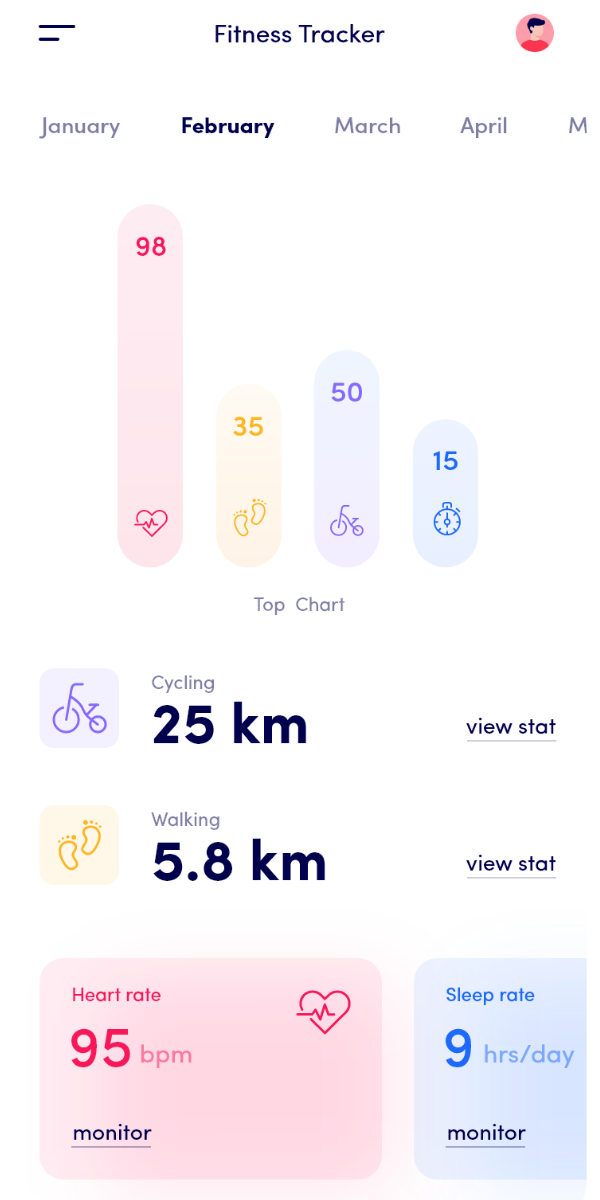 Fitness Tracker
January February March April M
98
35
50
15
Top Chart
Cycling
25 km
view stat
Walking
5.8 km
view stat
Heart rate
95 bpm
monitor
Sleep rate
9 hrs/day
monitor